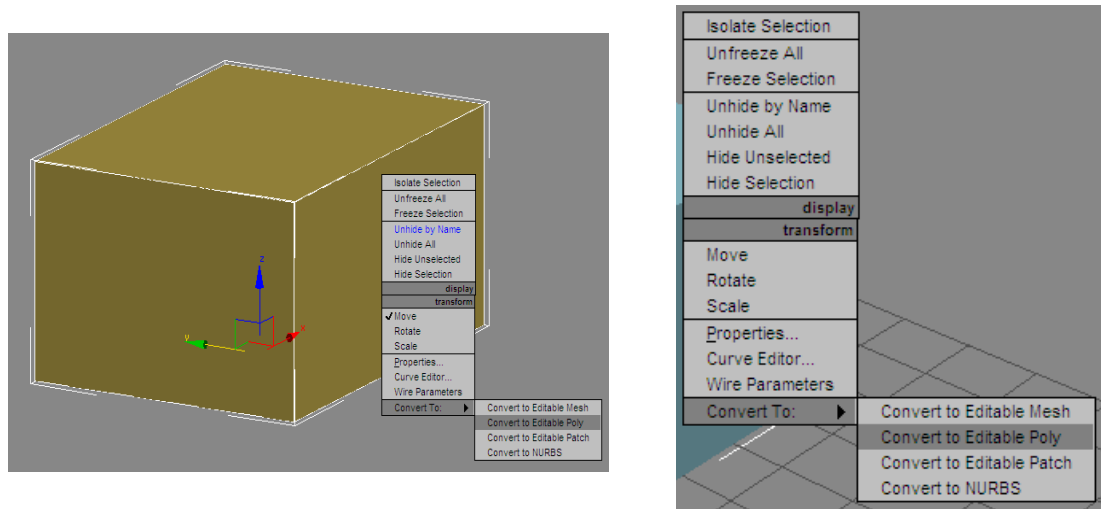 Isolate Selection
Unfreeze All
Freeze Selection
Unhide by Name
Unhide All
Hide Unselected
Hide Selection
display
transform
Move
Rotate
Scale
Properties...
Curve Editor...
Wire Parameters
Convert To:
Convert to Editable Mesh
Convert to Editable Poly
Convert to Editable Patch
Convert to NURBS
z
y
x
Isolate Selection
Unfreeze All
Freeze Selection
Unhide by Name
Unhide All
Hide Unselected
Hide Selection
display
transform
Move
Rotate
Scale
Properties...
Curve Editor...
Wire Parameters
Convert To:
Convert to Editable Mesh
Convert to Editable Poly
Convert to Editable Patch
Convert to NURBS